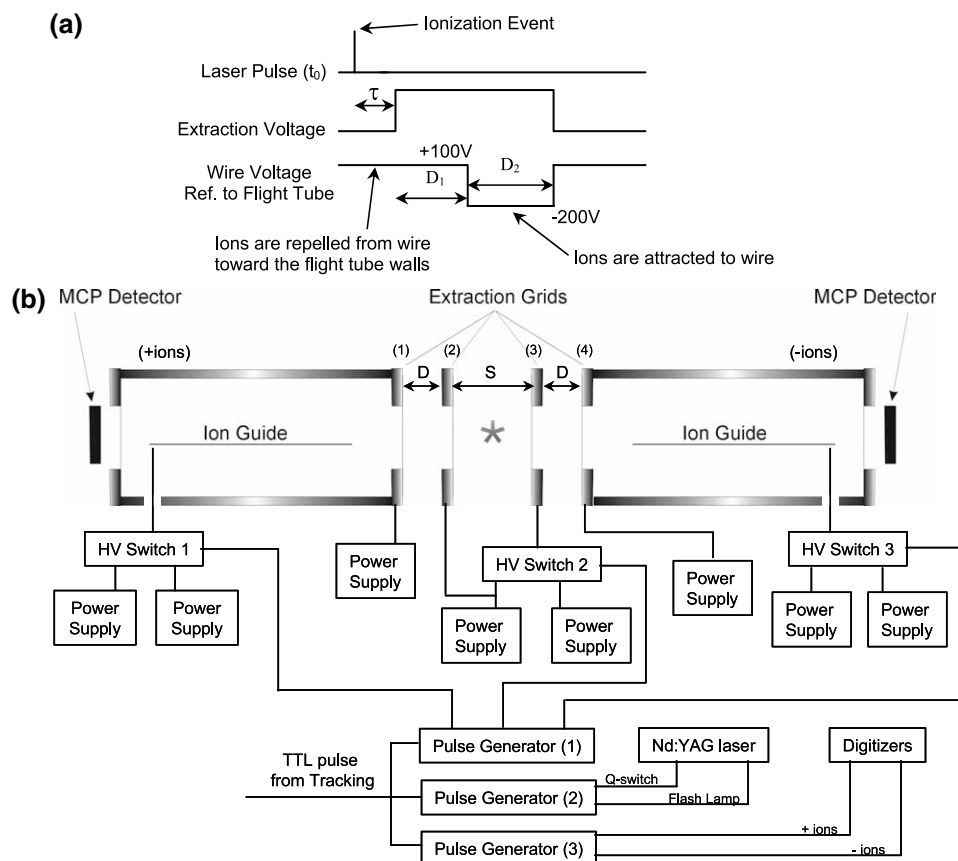 (a)
Ionization Event
Laser Pulse (t₀)
τ
Extraction Voltage
+100V
Wire Voltage
Ref. to Flight Tube
D₁
D₂
-200V
Ions are repelled from wire
toward the flight tube walls
Ions are attracted to wire
(b)
MCP Detector
Extraction Grids
MCP Detector
(+ions)
(1)
(2)
(3)
(4)
(-ions)
D
S
D
Ion Guide
Ion Guide
HV Switch 1
Power
Supply
HV Switch 2
Power
Supply
HV Switch 3
Power
Supply
Power
Supply
Power
Supply
Power
Supply
Power
Supply
Power
Supply
TTL pulse
from Tracking
Pulse Generator (1)
Nd:YAG laser
Digitizers
Q-switch
Pulse Generator (2)
Flash Lamp
+ ions
Pulse Generator (3)
- ions